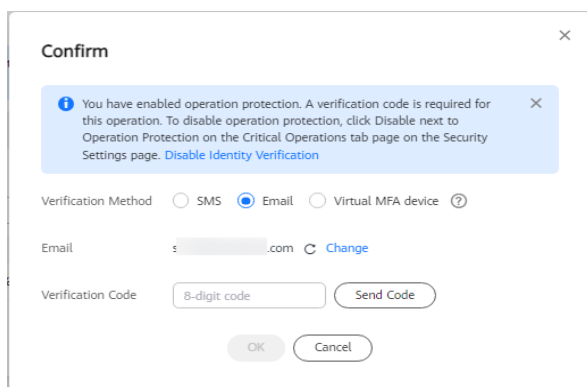 Confirm
You have enabled operation protection. A verification code is required for
this operation. To disable operation protection, click Disable next to
Operation Protection on the Critical Operations tab page on the Security
Settings page. Disable Identity Verification
Verification Method SMS Email Virtual MFA device
Email s .com Change
Verification Code 8-digit code Send Code
OK Cancel